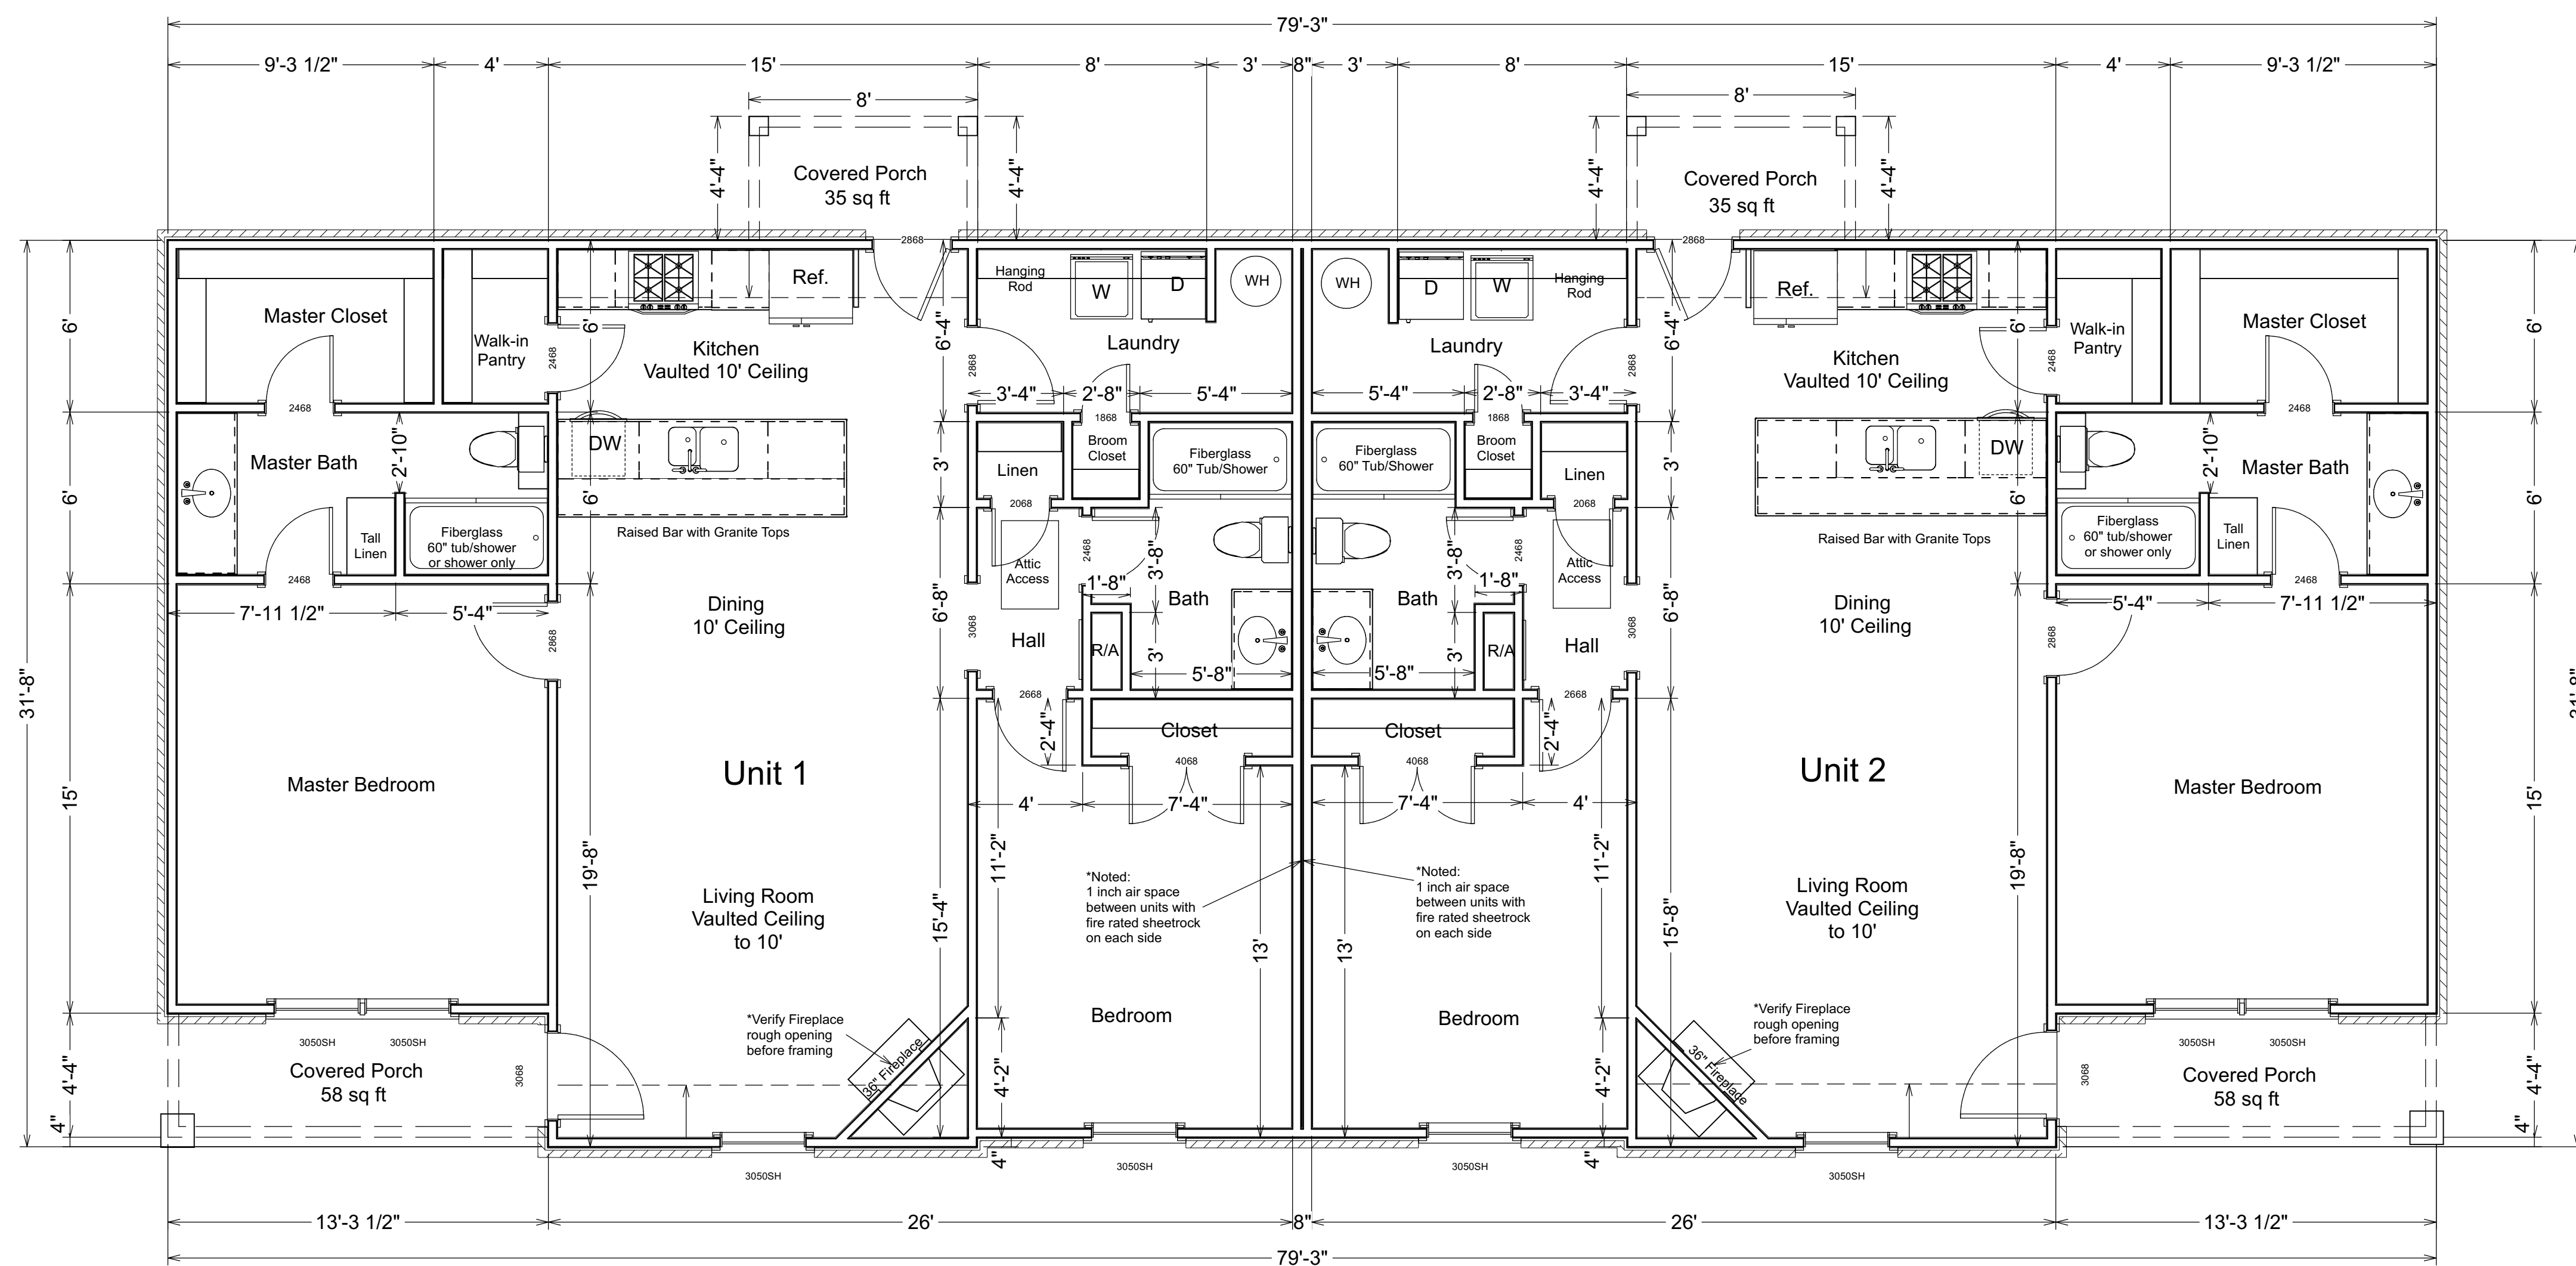 79'-3"
9'-3 1/2"
4'
15'
8'
3'
8"
3'
8'
15'
4'
9'-3 1/2"
8'
8'
4'-4"
Covered Porch
35 sq ft
4'-4"
4'-4"
Covered Porch
35 sq ft
4'-4"
2868
2868
Master Closet
Walk-in
Pantry
2468
6'
Kitchen
Vaulted 10' Ceiling
Ref.
6'-4"
2868
Hanging
Rod
W
D
WH
Laundry
3'-4"
2'-8"
5'-4"
WH
D
W
Hanging
Rod
Laundry
5'-4"
2'-8"
3'-4"
2868
6'-4"
Ref.
Kitchen
Vaulted 10' Ceiling
6'
2468
Walk-in
Pantry
Master Closet
6'
6'
2468
2468
1868
1868
Master Bath
2'-10"
Tall
Linen
Fiberglass
60" tub/shower
or shower only
DW
6'
Raised Bar with Granite Tops
3'
Linen
Broom
Closet
Fiberglass
60" Tub/Shower
Fiberglass
60" Tub/Shower
Broom
Closet
Linen
3'
DW
6'
Raised Bar with Granite Tops
2'-10"
Master Bath
Fiberglass
60" tub/shower
or shower only
Tall
Linen
6'
6'
2068
2068
2468
2468
7'-11 1/2"
5'-4"
2868
Dining
10' Ceiling
6'-8"
3068
Attic
Access
Hall
2468
3'-8"
1'-8"
Bath
R/A
3'
5'-8"
2668
2468
3'-8"
1'-8"
Bath
R/A
3'
5'-8"
Attic
Access
Hall
2668
3068
6'-8"
Dining
10' Ceiling
2868
5'-4"
7'-11 1/2"
31'-8"
31'-8"
Master Bedroom
Unit 1
2'-4"
Closet
4068
4'
7'-4"
Closet
4068
2'-4"
7'-4"
4'
Unit 2
Master Bedroom
15'
15'
19'-8"
15'-4"
11'-2"
*Noted:
1 inch air space
between units with
fire rated sheetrock
on each side
13'
13'
*Noted:
1 inch air space
between units with
fire rated sheetrock
on each side
11'-2"
15'-8"
19'-8"
Living Room
Vaulted Ceiling
to 10'
Living Room
Vaulted Ceiling
to 10'
*Verify Fireplace
rough opening
before framing
36" Fireplace
4'-2"
Bedroom
Bedroom
4'-2"
36" Fireplace
*Verify Fireplace
rough opening
before framing
3050SH
3050SH
Covered Porch
58 sq ft
3068
4'-4"
4"
3050SH
3050SH
Covered Porch
58 sq ft
3068
4'-4"
4"
4"
4"
3050SH
3050SH
3050SH
3050SH
13'-3 1/2"
26'
8"
26'
13'-3 1/2"
79'-3"